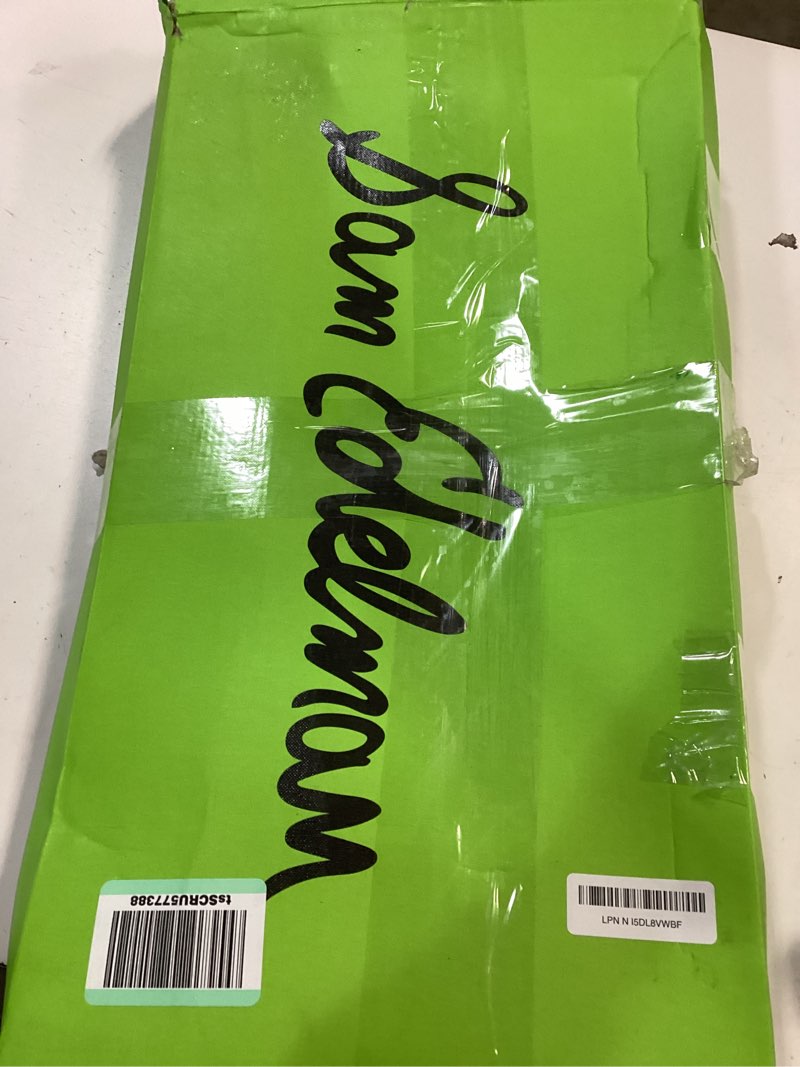 Sam Edelman
tsSCRU577388
LPN N I5DL8VWBF